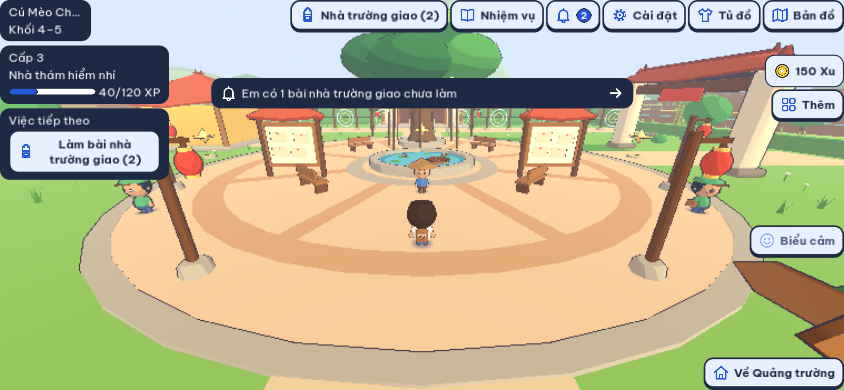 Cú Mèo Ch...
Khối 4–5
Nhà trường giao (2)
Nhiệm vụ
2
Cài đặt
Tủ đồ
Bản đồ
Cấp 3
Nhà thám hiểm nhí
40/120 XP
150 Xu
Em có 1 bài nhà trường giao chưa làm
Thêm
Việc tiếp theo
Làm bài nhà
trường giao (2)
Biểu cảm
Về Quảng trường